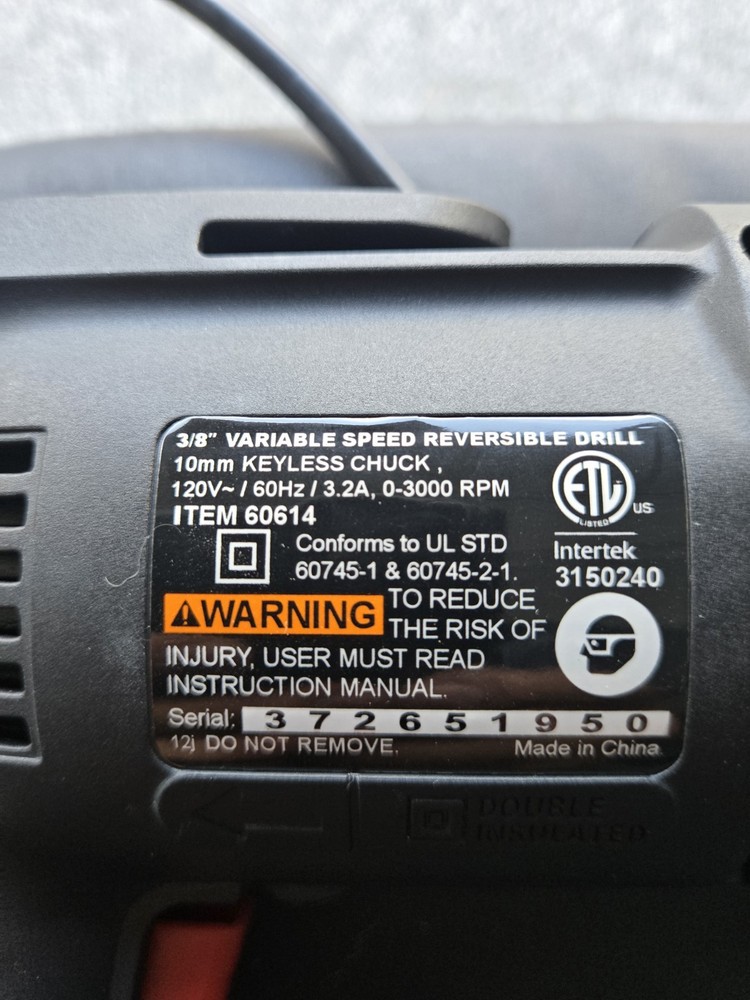 3/8" VARIABLE SPEED REVERSIBLE DRILL
10mm KEYLESS CHUCK ,
120V~ / 60Hz / 3.2A, 0-3000 RPM
ITEM 60614
ETL
LISTED
US
Conforms to UL STD
60745-1 & 60745-2-1.
Intertek
3150240
WARNING TO REDUCE
THE RISK OF
INJURY, USER MUST READ
INSTRUCTION MANUAL.
Serial: 372651950
12j DO NOT REMOVE. Made in China
DOUBLE
INSULATED